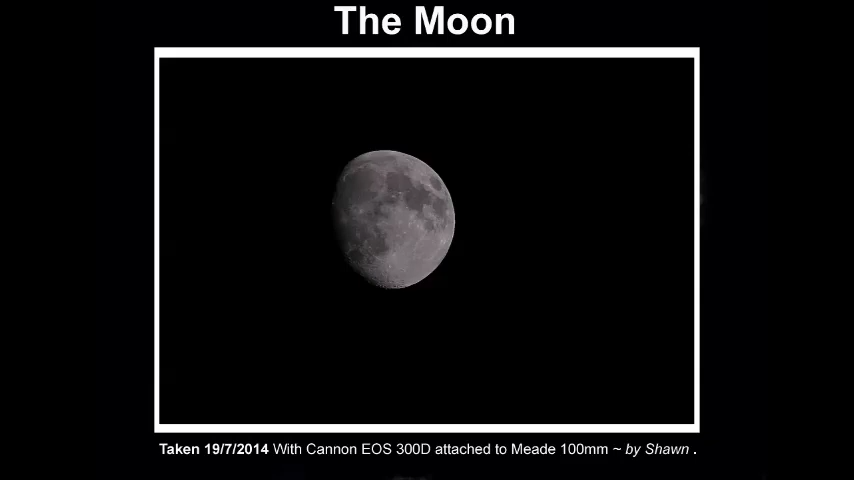 The Moon
Taken 19/7/2014 With Cannon EOS 300D attached to Meade 100mm ~ by Shawn .